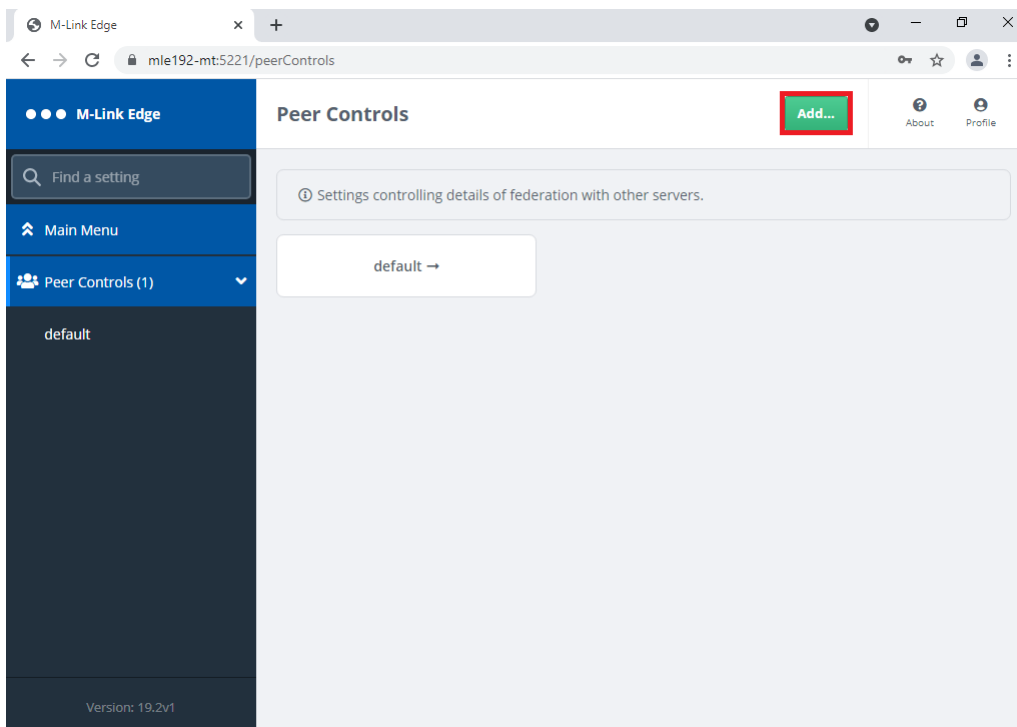 M-Link Edge
mle192-mt:5221/peerControls
M-Link Edge
Peer Controls
Add...
About
Profile
Find a setting
Settings controlling details of federation with other servers.
Main Menu
default →
Peer Controls (1)
default
Version: 19.2v1